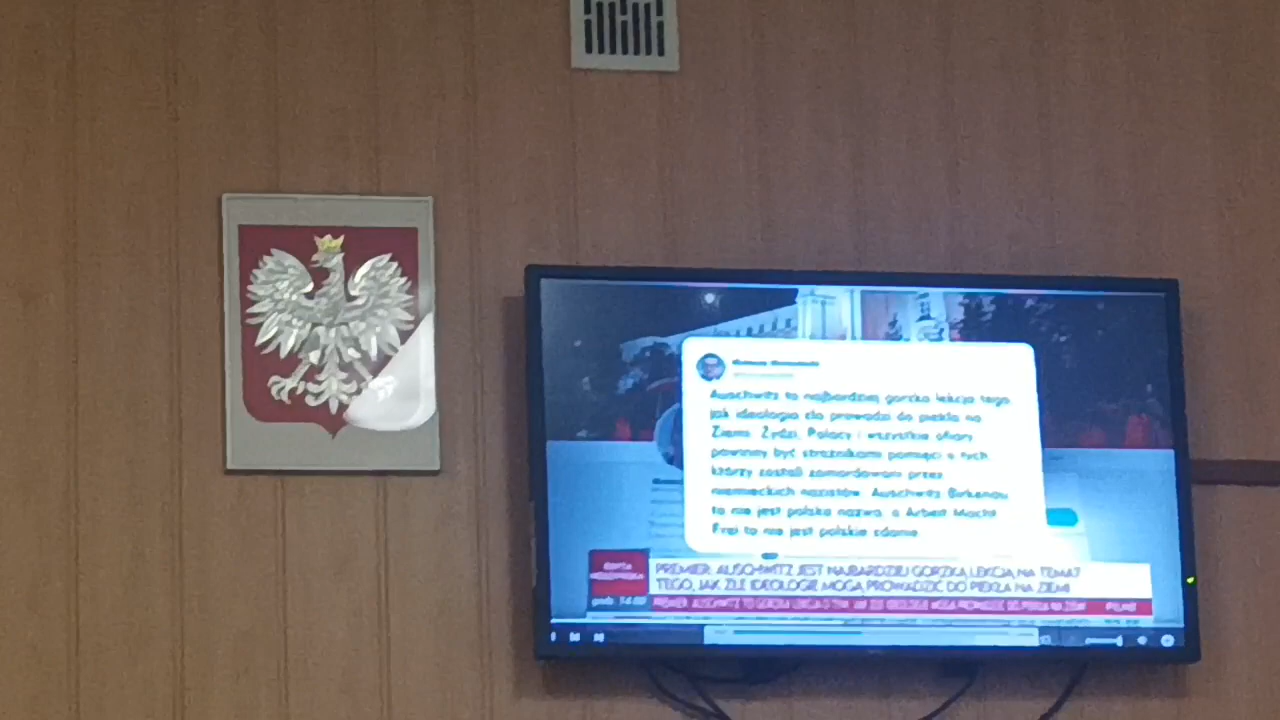 Auschwitz to najbardziej gorzka lekcja tego,
jak ideologia zła prowadzi do piekła na
Ziemi. Żydzi, Polacy i wszystkie ofiary
powinny być strażnikami pamięci o tych,
którzy zostali zamordowani przez
niemieckich nazistów. Auschwitz Birkenau
to nie jest polska nazwa, a Arbeit Macht
Frei to nie jest polskie zdanie.
PREMIER: AUSCHWITZ JEST NAJBARDZIEJ GORZKĄ LEKCJĄ NA TEMAT
TEGO, JAK ZŁE IDEOLOGIE MOGĄ PROWADZIĆ DO PIEKŁA NA ZIEMI
godz.
PILNE